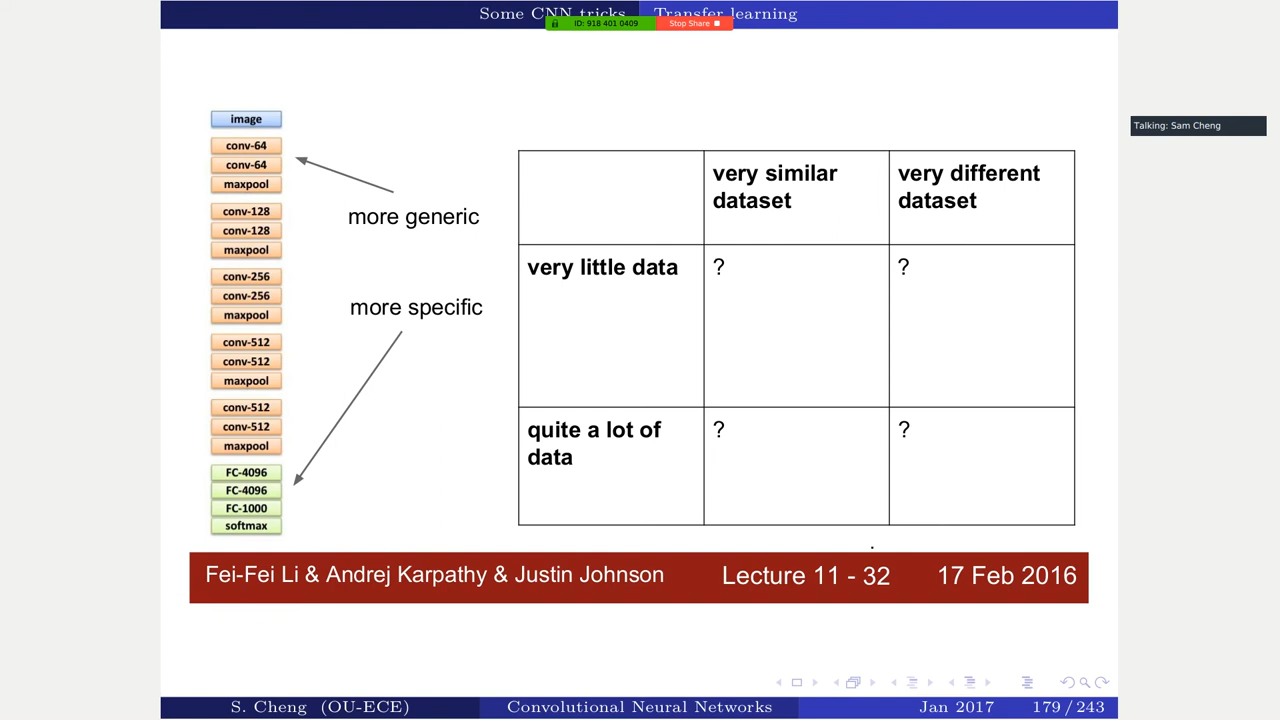 Some CNN tricks Transfer learning
ID: 918 401 0409 Stop Share
Talking: Sam Cheng
image
conv-64
conv-64
maxpool
conv-128
conv-128
maxpool
conv-256
conv-256
maxpool
conv-512
conv-512
maxpool
conv-512
conv-512
maxpool
FC-4096
FC-4096
FC-1000
softmax
more generic
more specific
very similar
dataset
very different
dataset
very little data
?
?
quite a lot of
data
?
?
Fei-Fei Li & Andrej Karpathy & Justin Johnson Lecture 11 - 32 17 Feb 2016
S. Cheng (OU-ECE) Convolutional Neural Networks Jan 2017 179 / 243